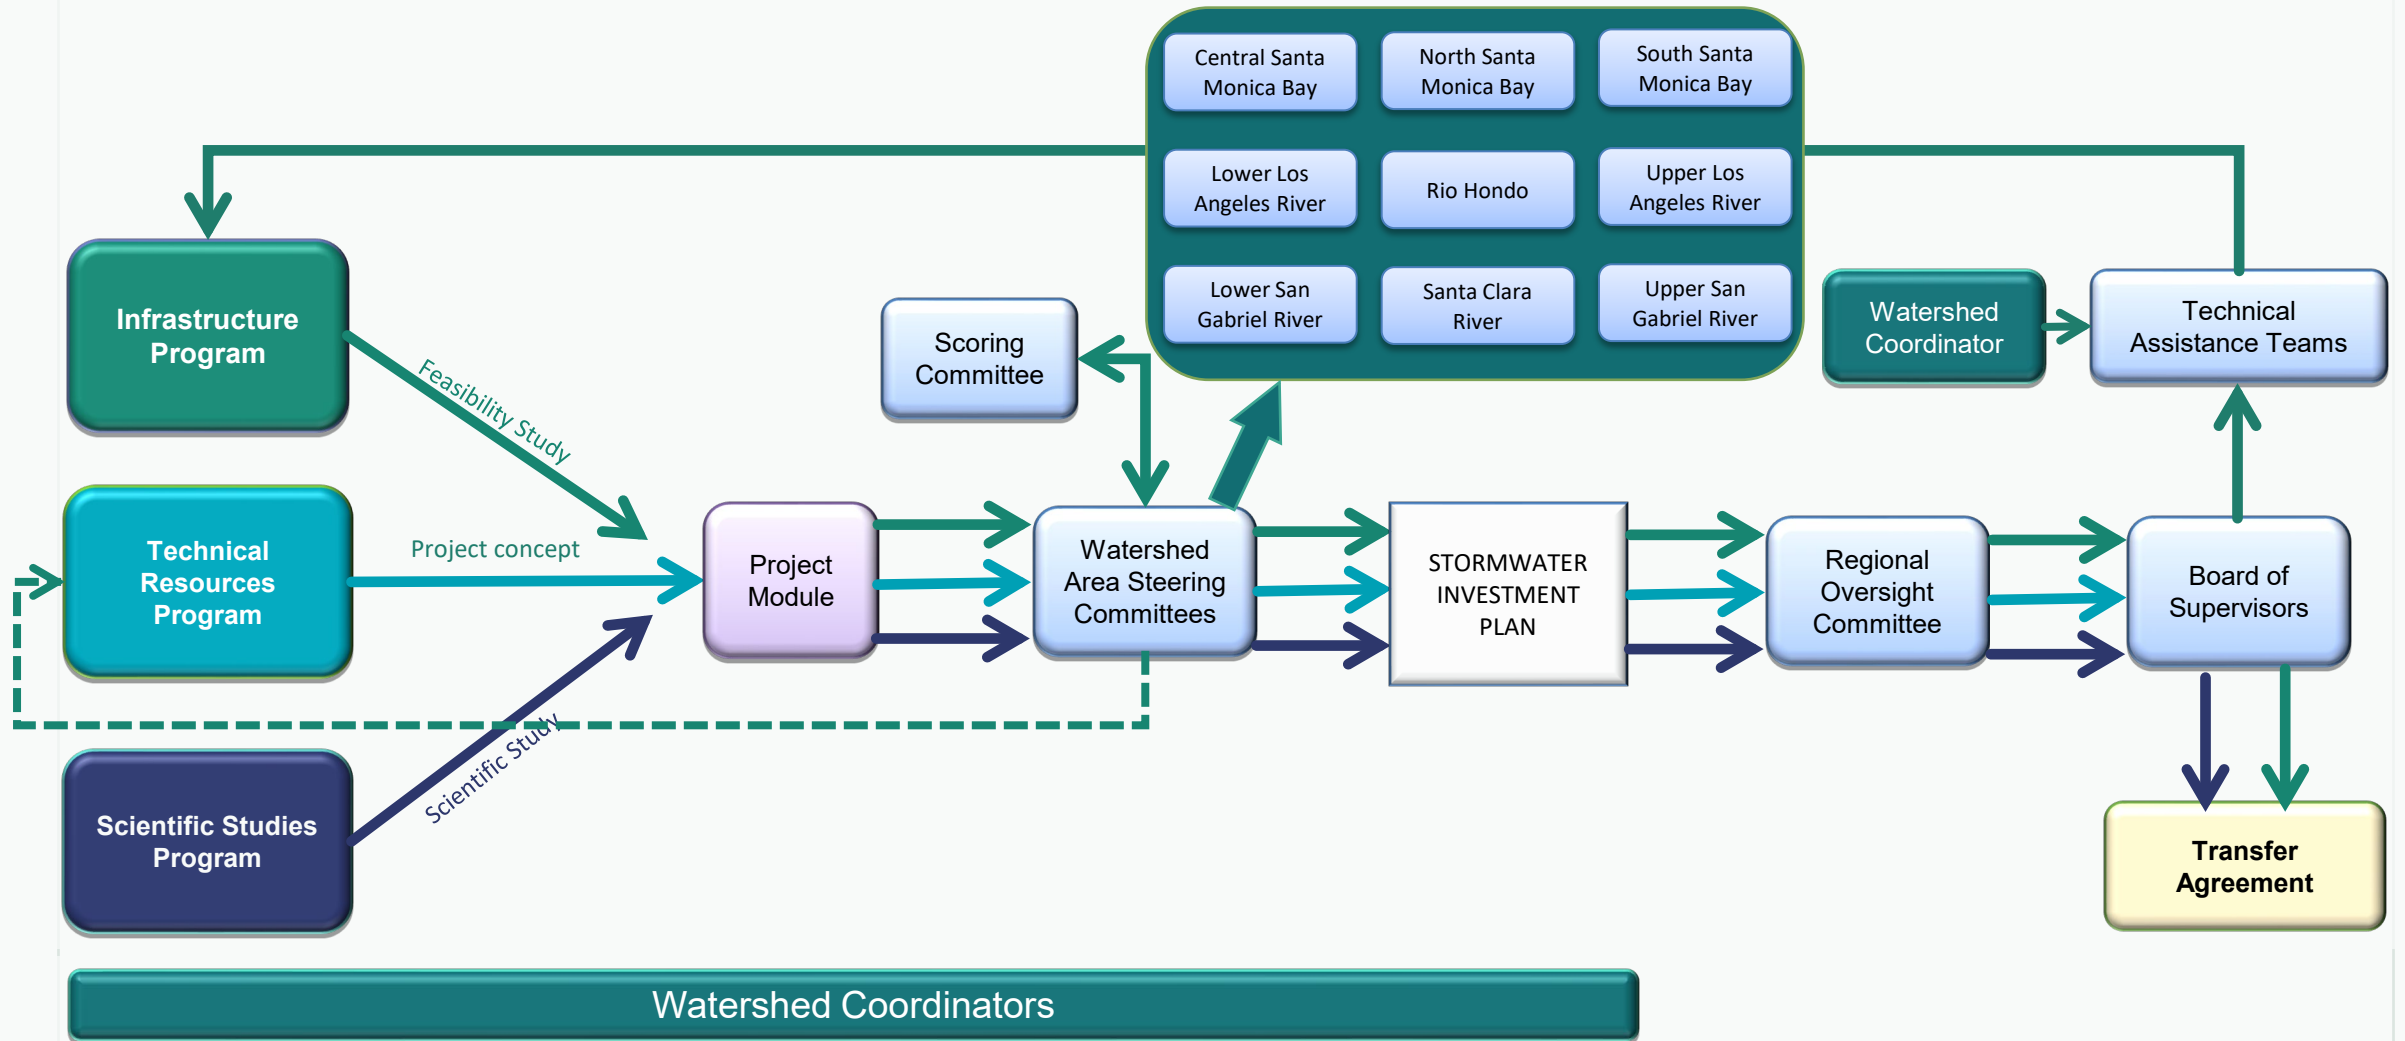 Central Santa
Monica Bay
North Santa
Monica Bay
South Santa
Monica Bay
Lower Los
Angeles River
Rio Hondo
Upper Los
Angeles River
Lower San
Gabriel River
Santa Clara
River
Upper San
Gabriel River
Infrastructure
Program
Feasibility Study
Scoring
Committee
Watershed
Coordinator
Technical
Assistance Teams
Technical
Resources
Program
Project concept
Project
Module
Watershed
Area Steering
Committees
STORMWATER
INVESTMENT
PLAN
Regional
Oversight
Committee
Board of
Supervisors
Scientific Studies
Program
Scientific Study
Transfer
Agreement
Watershed Coordinators